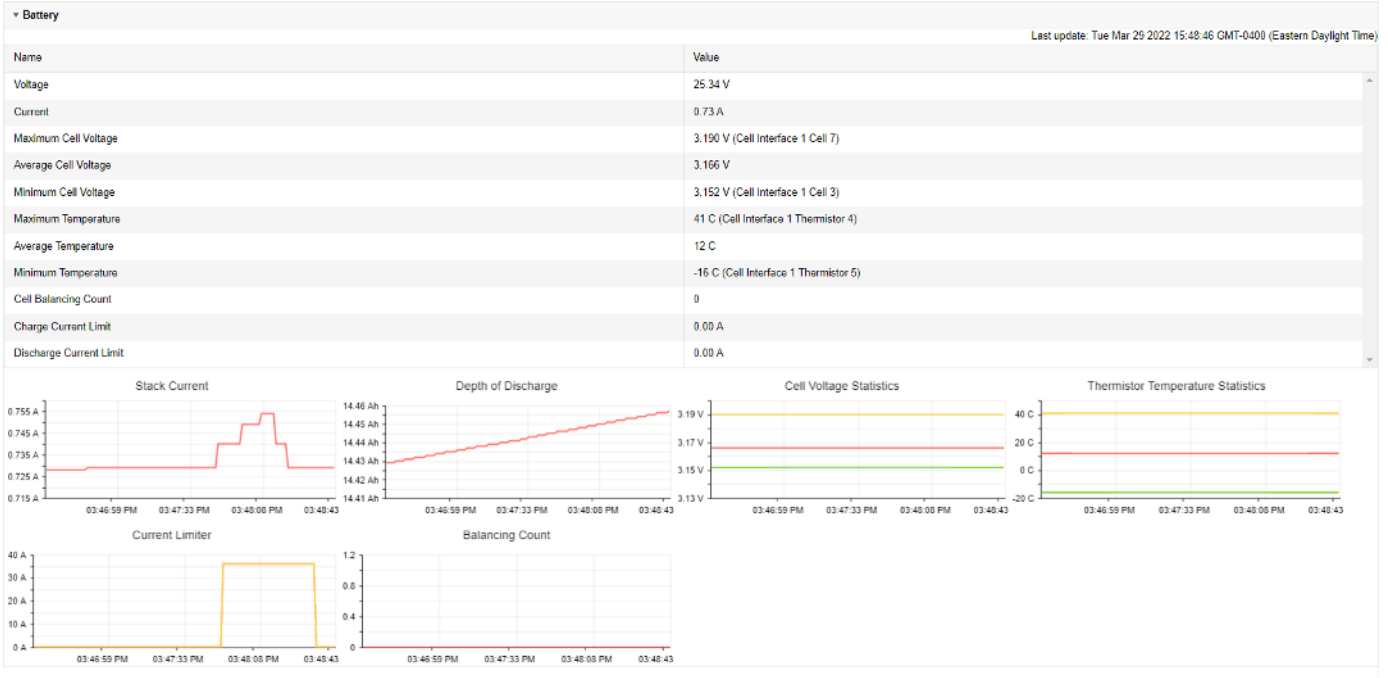 ▾ Battery
Last update: Tue Mar 29 2022 15:48:46 GMT-0400 (Eastern Daylight Time)
Name Value
Voltage 25.34 V
Current 0.73 A
Maximum Cell Voltage 3.190 V (Cell Interface 1 Cell 7)
Average Cell Voltage 3.166 V
Minimum Cell Voltage 3.152 V (Cell Interface 1 Cell 3)
Maximum Temperature 41 C (Cell Interface 1 Thermistor 4)
Average Temperature 12 C
Minimum Temperature -16 C (Cell Interface 1 Thermistor 5)
Cell Balancing Count 0
Charge Current Limit 0.00 A
Discharge Current Limit 0.00 A
Stack Current
0.755 A
0.745 A
0.735 A
0.725 A
0.715 A
03:46:59 PM 03:47:33 PM 03:48:08 PM 03:48:43
Depth of Discharge
14.46 Ah
14.45 Ah
14.44 Ah
14.43 Ah
14.42 Ah
14.41 Ah
03:46:59 PM 03:47:33 PM 03:48:08 PM 03:48:43
Cell Voltage Statistics
3.19 V
3.17 V
3.15 V
3.13 V
03:46:59 PM 03:47:33 PM 03:48:08 PM 03:48:43
Thermistor Temperature Statistics
40 C
20 C
0 C
-20 C
03:46:59 PM 03:47:33 PM 03:48:08 PM 03:48:43
Current Limiter
40 A
30 A
20 A
10 A
0 A
03:46:59 PM 03:47:33 PM 03:48:08 PM 03:48:43
Balancing Count
1.2
0.8
0.4
0
03:46:59 PM 03:47:33 PM 03:48:08 PM 03:48:43